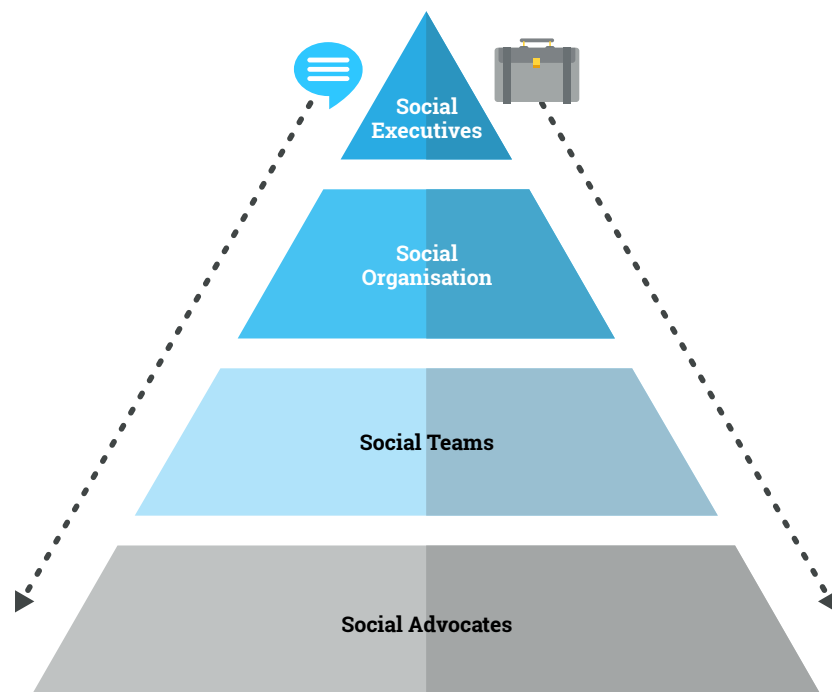 Social
Executives
Social
Organisation
Social Teams
Social Advocates